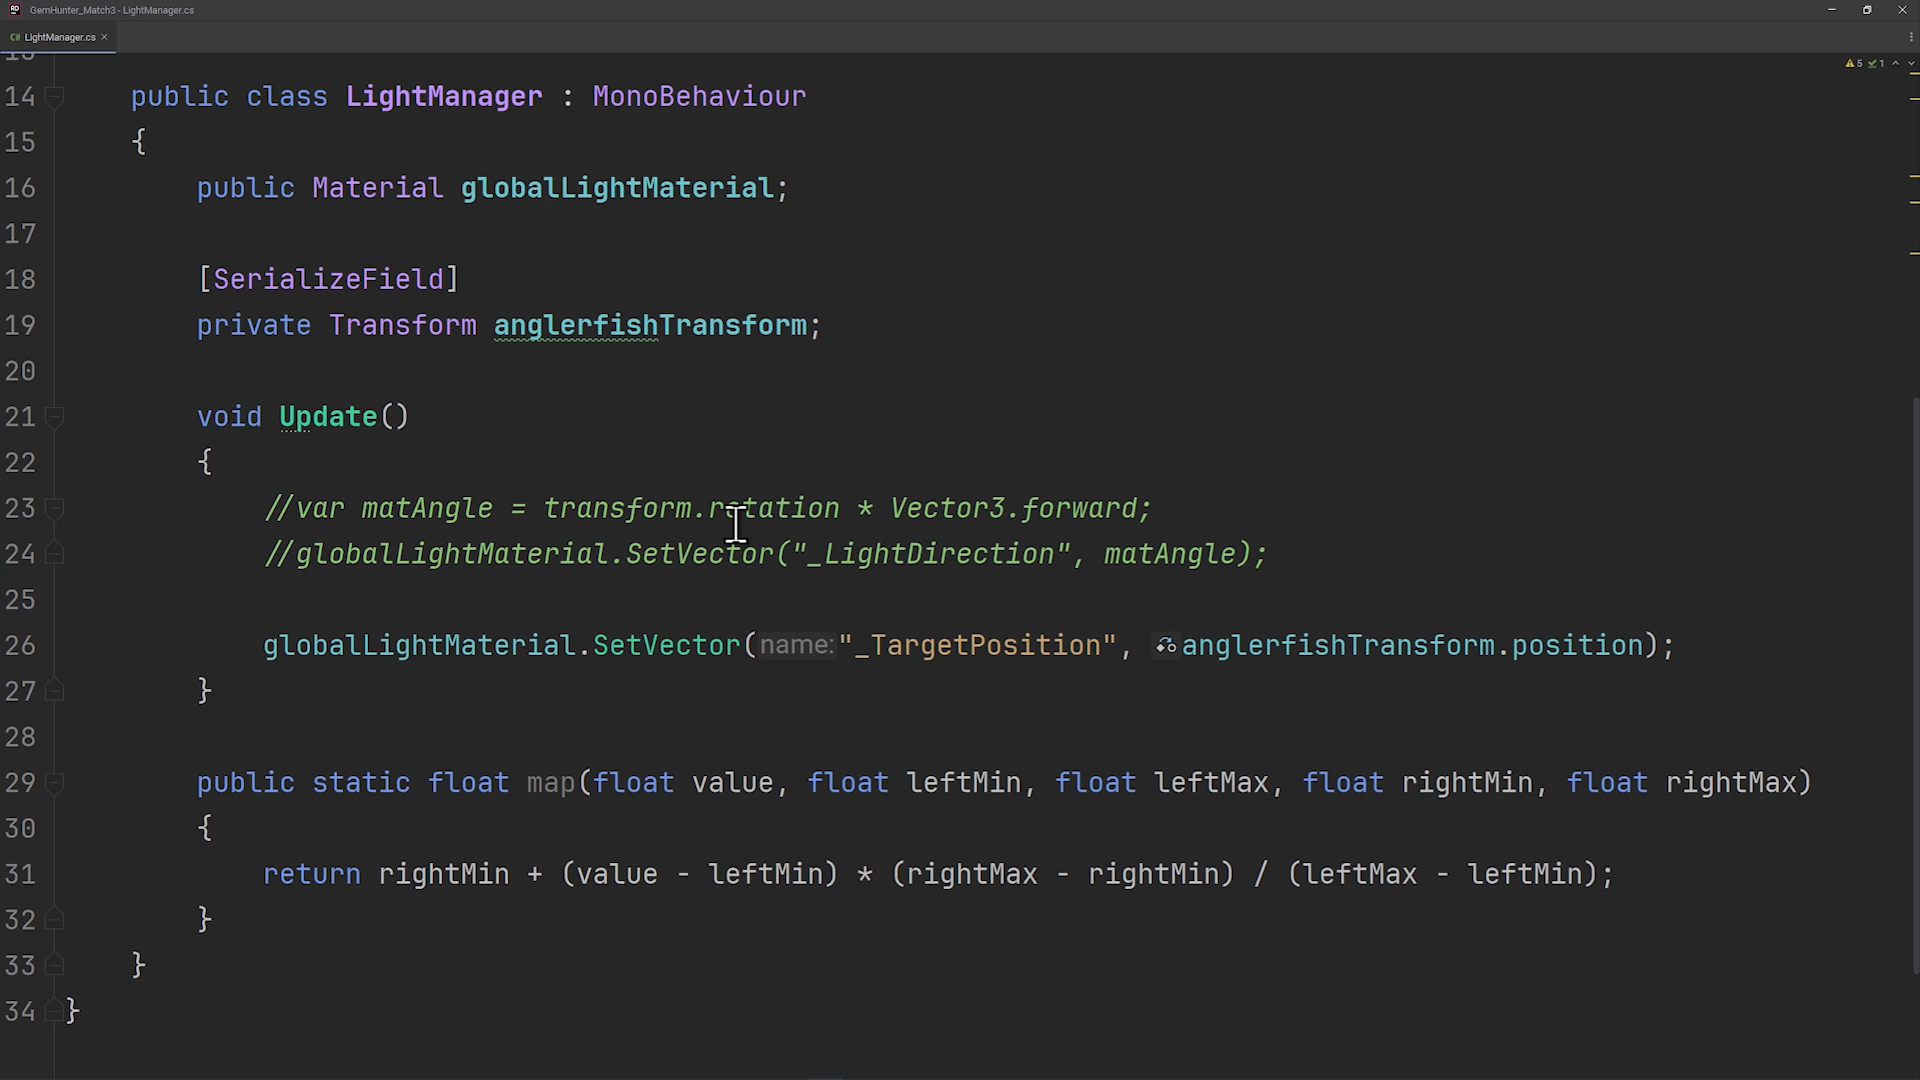 GemHunter_Match3 - LightManager.cs
C# LightManager.cs
5 1
14 public class LightManager : MonoBehaviour
15 {
16 public Material globalLightMaterial;
17
18 [SerializeField]
19 private Transform anglerfishTransform;
20
21 void Update()
22 {
23 //var matAngle = transform.rotation * Vector3.forward;
24 //globalLightMaterial.SetVector("_LightDirection", matAngle);
25
26 globalLightMaterial.SetVector(name:"_TargetPosition", anglerfishTransform.position);
27 }
28
29 public static float map(float value, float leftMin, float leftMax, float rightMin, float rightMax)
30 {
31 return rightMin + (value - leftMin) * (rightMax - rightMin) / (leftMax - leftMin);
32 }
33 }
34 }